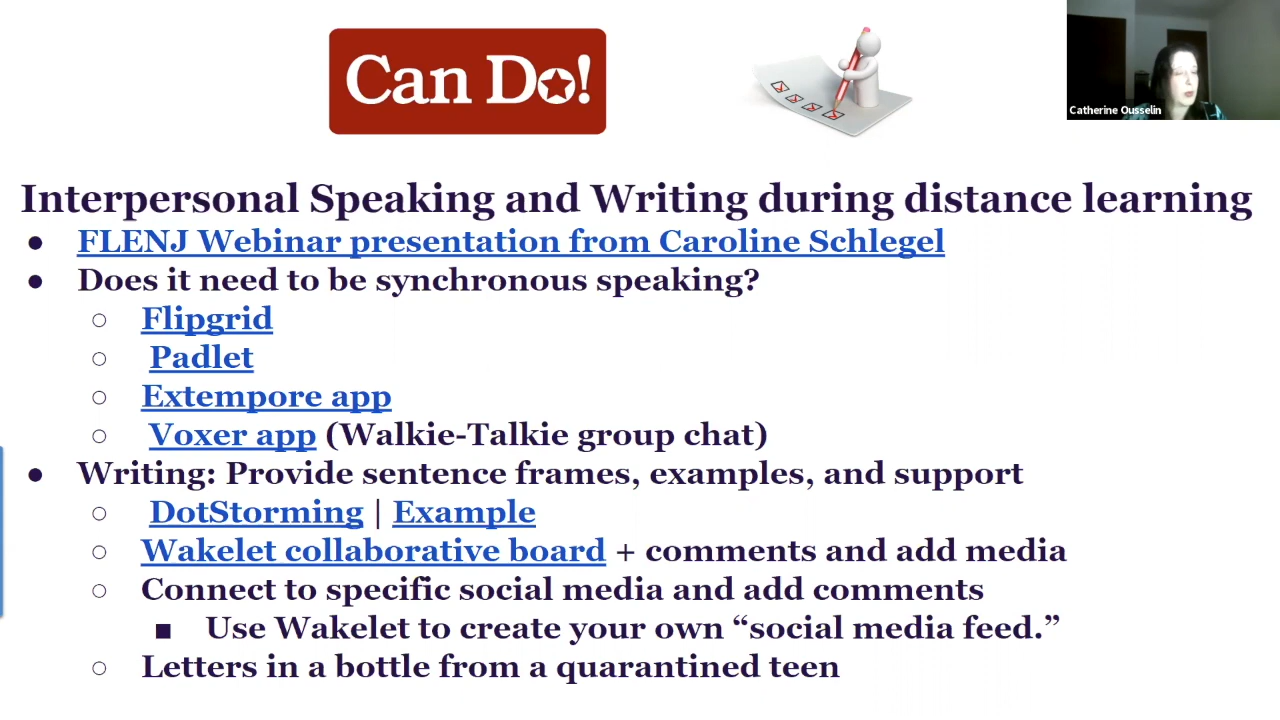 Can Do!
Catherine Ousselin
Interpersonal Speaking and Writing during distance learning
● FLENJ Webinar presentation from Caroline Schlegel
● Does it need to be synchronous speaking?
○ Flipgrid
○ Padlet
○ Extempore app
○ Voxer app (Walkie-Talkie group chat)
● Writing: Provide sentence frames, examples, and support
○ DotStorming | Example
○ Wakelet collaborative board + comments and add media
○ Connect to specific social media and add comments
■ Use Wakelet to create your own “social media feed.”
○ Letters in a bottle from a quarantined teen